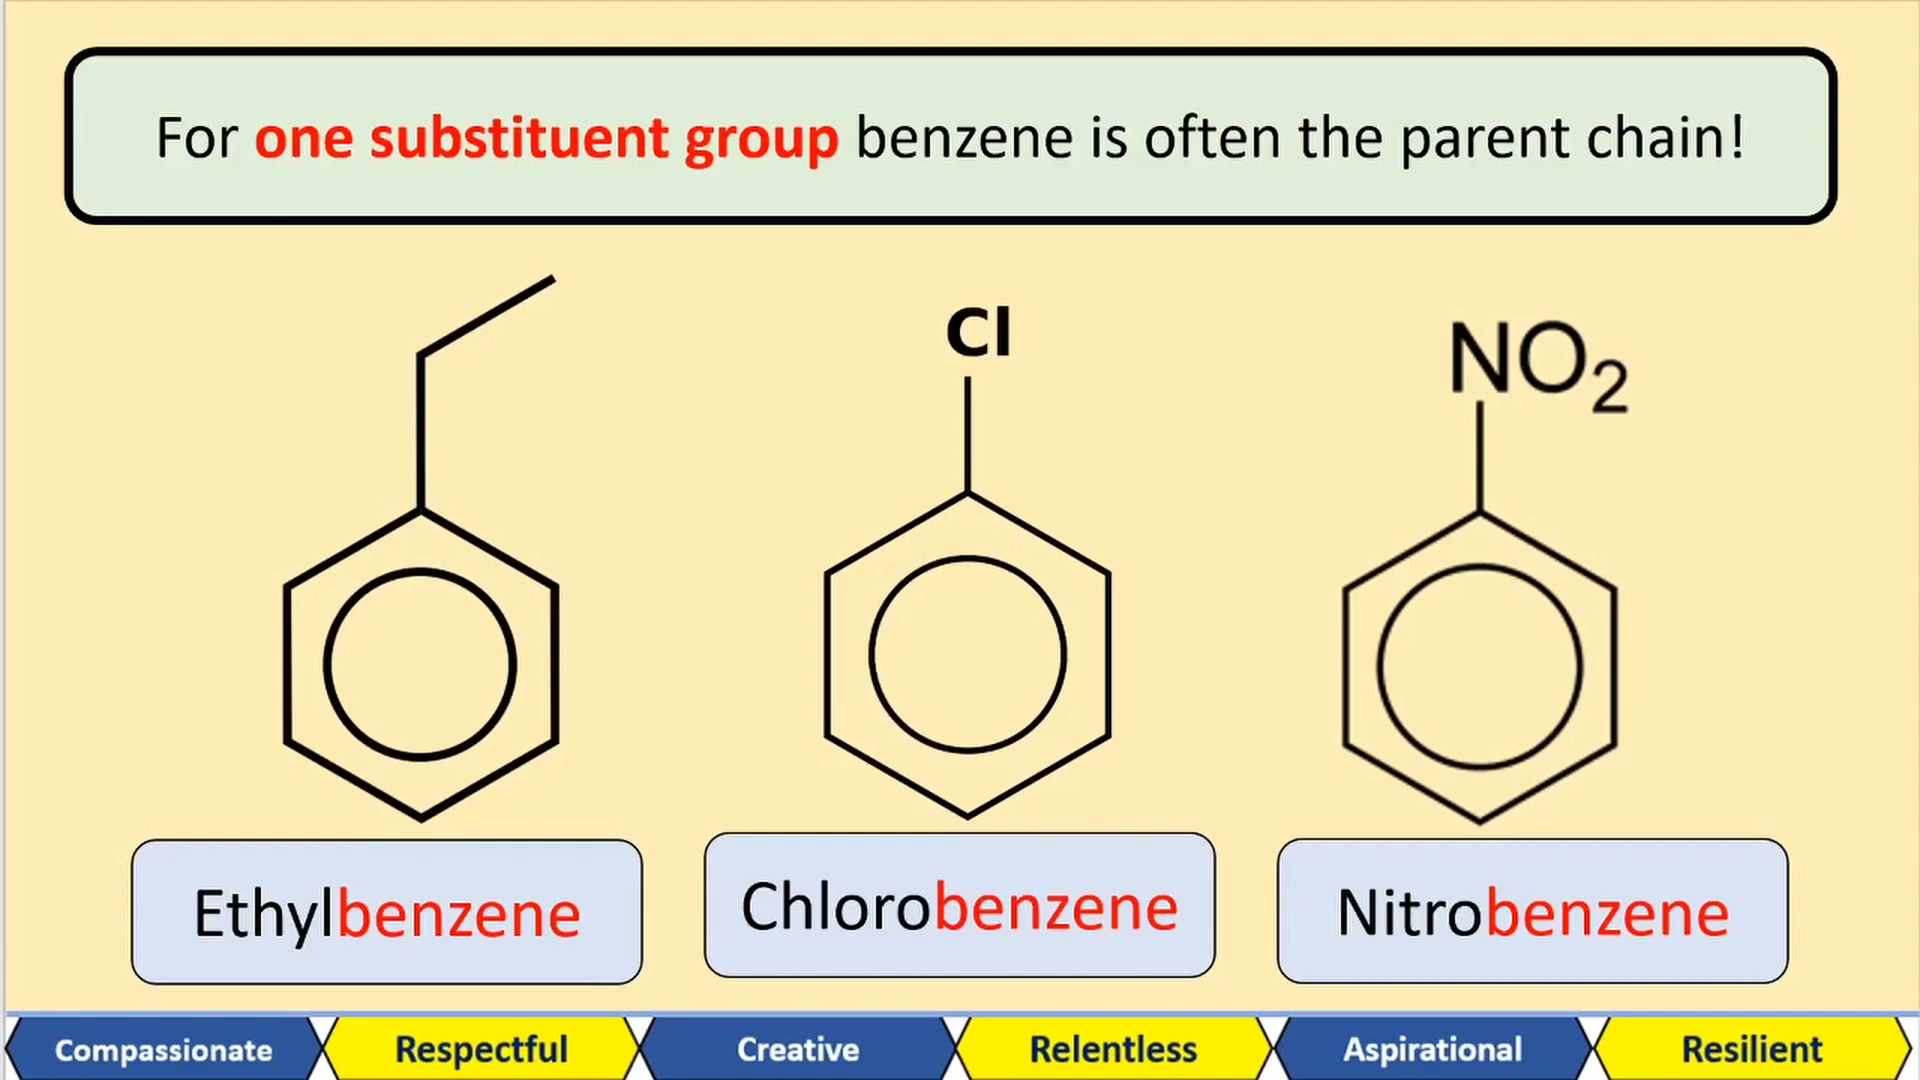 For one substituent group benzene is often the parent chain!
Cl
NO₂
Ethylbenzene
Chlorobenzene
Nitrobenzene
Compassionate
Respectful
Creative
Relentless
Aspirational
Resilient